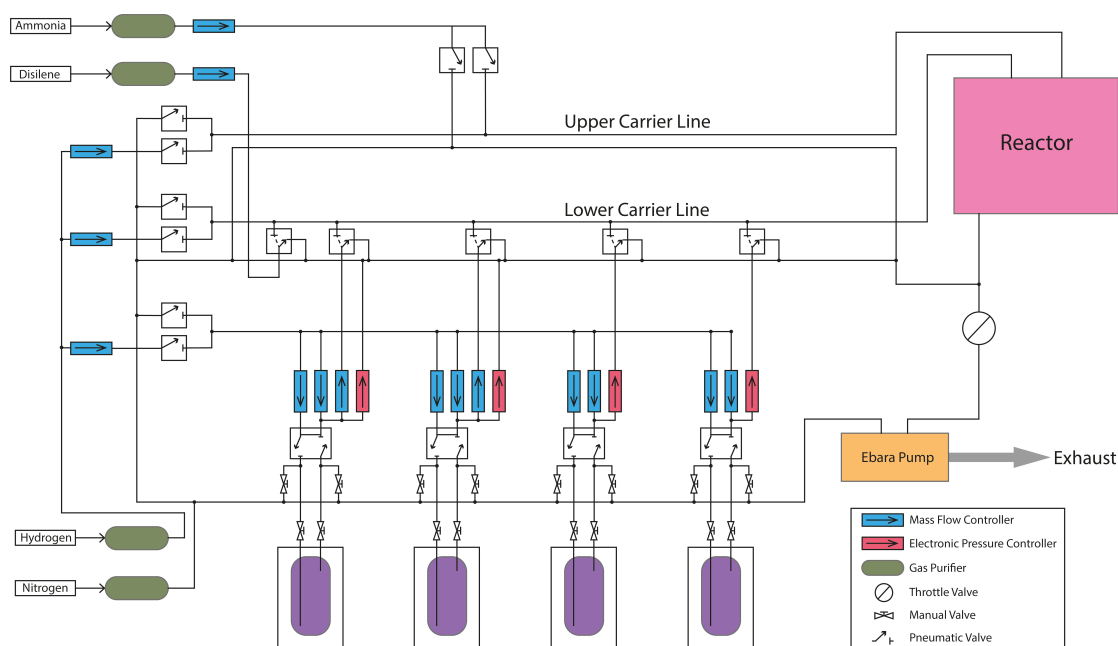 Ammonia
Disilene
Upper Carrier Line
Reactor
Lower Carrier Line
Ebara Pump
Exhaust
Hydrogen
Nitrogen
Mass Flow Controller
Electronic Pressure Controller
Gas Purifier
Throttle Valve
Manual Valve
Pneumatic Valve